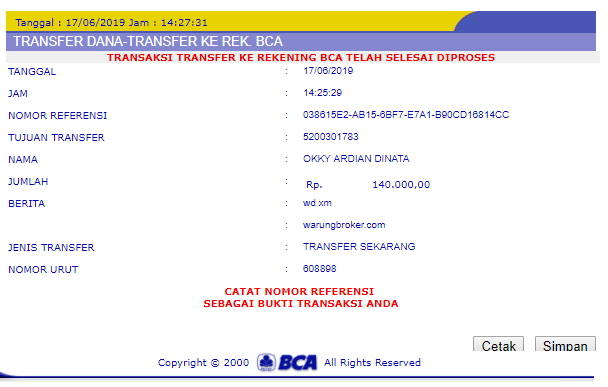 Tanggal : 17/06/2019 Jam : 14:27:31
TRANSFER DANA-TRANSFER KE REK. BCA
TRANSAKSI TRANSFER KE REKENING BCA TELAH SELESAI DIPROSES
TANGGAL : 17/06/2019
JAM : 14:25:29
NOMOR REFERENSI : 038615E2-AB15-6BF7-E7A1-B90CD16814CC
TUJUAN TRANSFER : 5200301783
NAMA : OKKY ARDIAN DINATA
JUMLAH : Rp. 140.000,00
BERITA : wd xm
: warungbroker.com
JENIS TRANSFER : TRANSFER SEKARANG
NOMOR URUT : 608898
CATAT NOMOR REFERENSI
SEBAGAI BUKTI TRANSAKSI ANDA
Cetak Simpan
Copyright © 2000 BCA All Rights Reserved